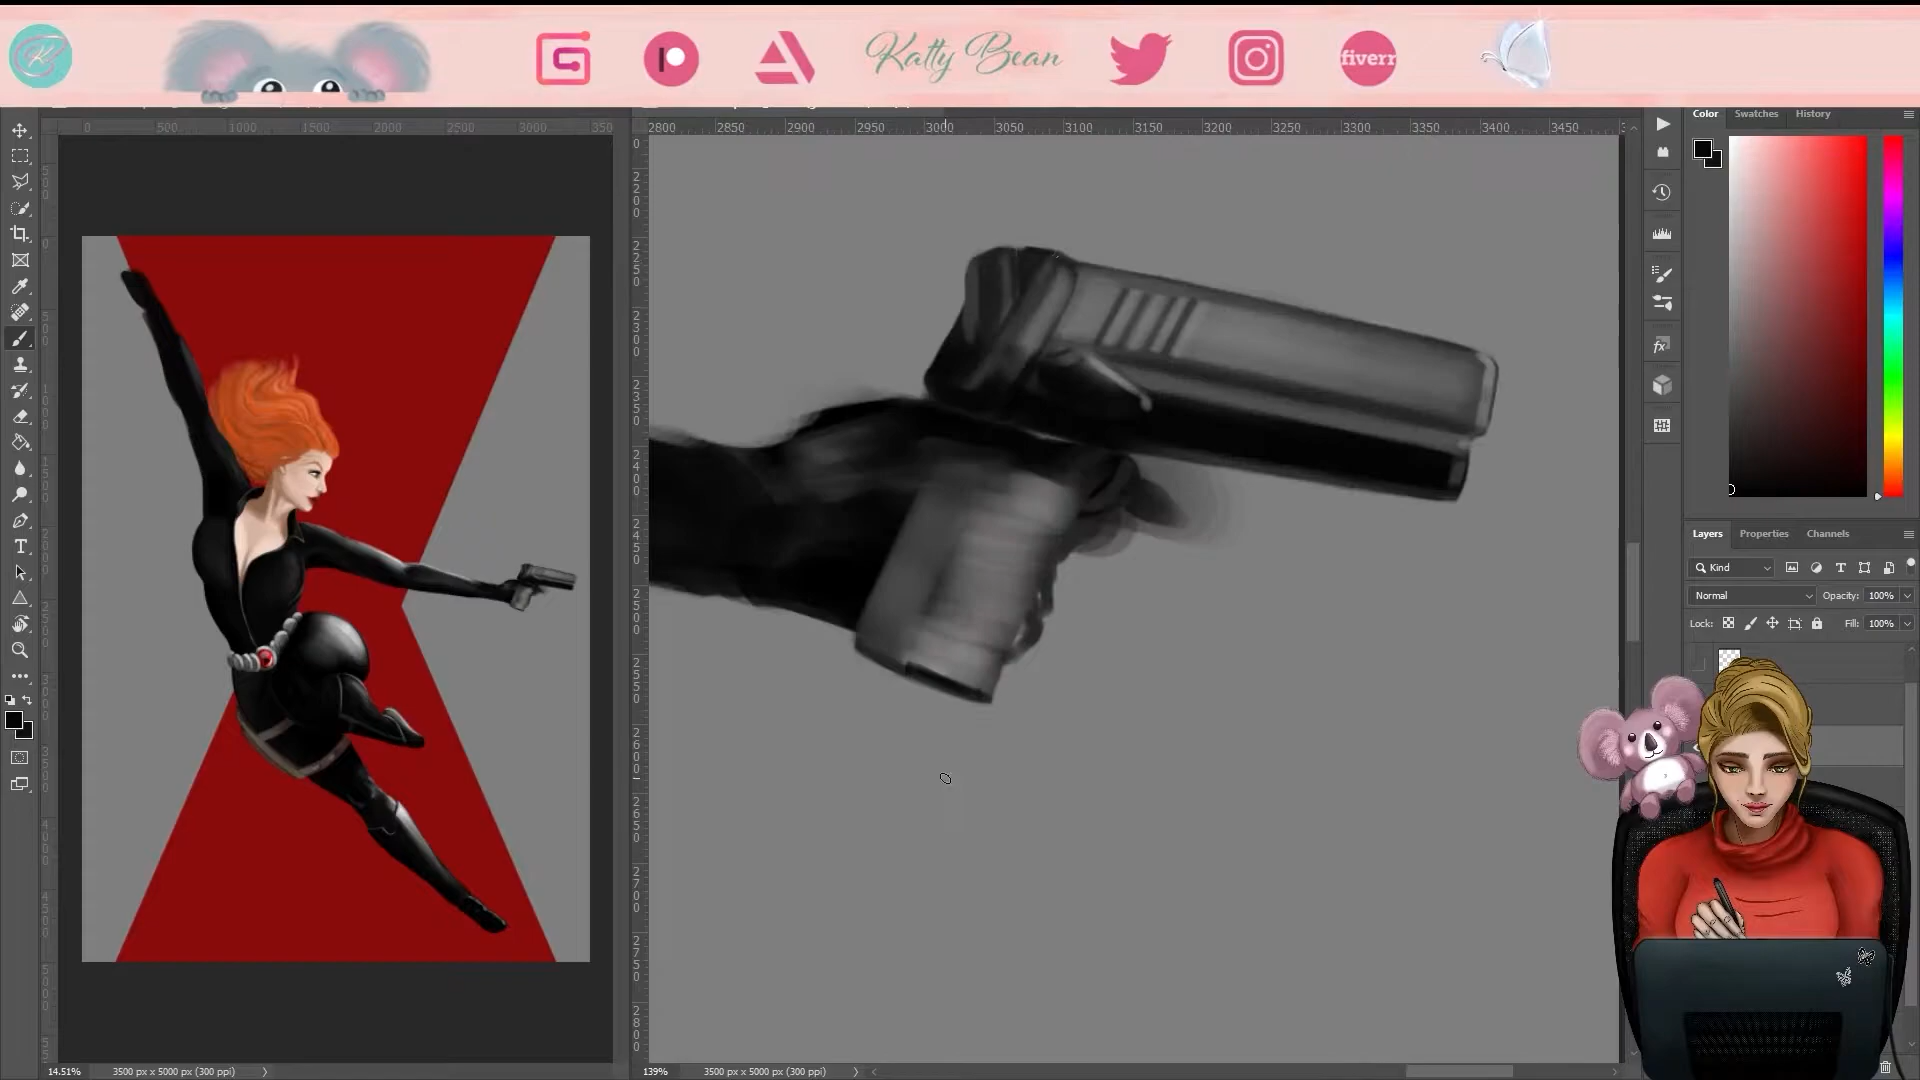 Katty Bean
fiverr
0 500 1000 1500 2000 2500 3000 350
2800 2850 2900 2950 3000 3050 3100 3150 3200 3250 3300 3350 3400 3450
Color Swatches History
Layers Properties Channels
Kind
Normal Opacity: 100%
Lock: Fill: 100%
14.51% 3500 px x 5000 px (300 ppi)
139% 3500 px x 5000 px (300 ppi)